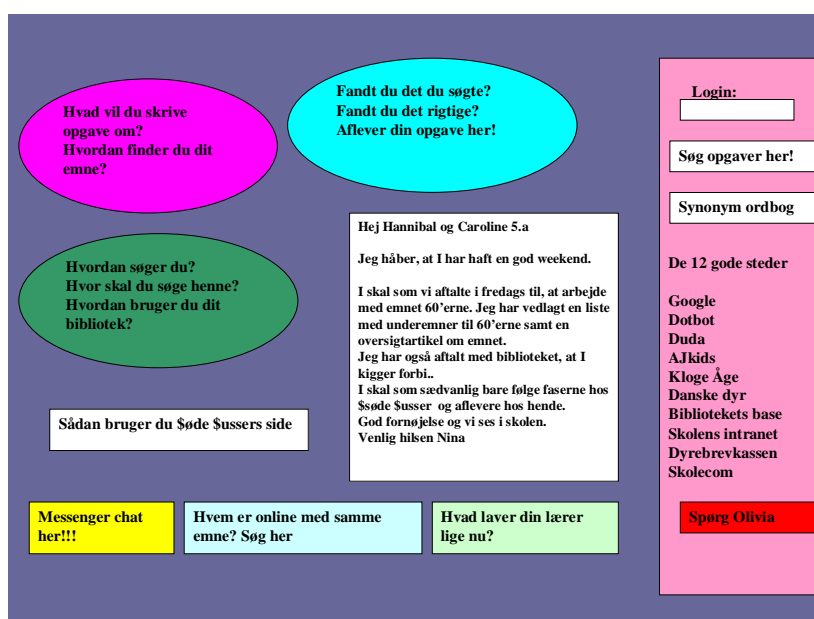 Hvad vil du skrive
opgave om?
Hvordan finder du dit
emne?
Fandt du det du søgte?
Fandt du det rigtige?
Aflever din opgave her!
Hvordan søger du?
Hvor skal du søge henne?
Hvordan bruger du dit
bibliotek?
Hej Hannibal og Caroline 5.a
Jeg håber, at I har haft en god weekend.
I skal som vi aftalte i fredags til, at arbejde
med emnet 60’erne. Jeg har vedlagt en liste
med underemner til 60’erne samt en
oversigtartikel om emnet.
Jeg har også aftalt med biblioteket, at I
kigger forbi..
I skal som sædvanlig bare følge faserne hos
$søde $usser og aflevere hos hende.
God fornøjelse og vi ses i skolen.
Venlig hilsen Nina
Sådan bruger du $øde $ussers side
Messenger chat
her!!!
Hvem er online med samme
emne? Søg her
Hvad laver din lærer
lige nu?
Login:
Søg opgaver her!
Synonym ordbog
De 12 gode steder
Google
Dotbot
Duda
AJkids
Kloge Åge
Danske dyr
Bibliotekets base
Skolens intranet
Dyrebrevkassen
Skolecom
Spørg Olivia